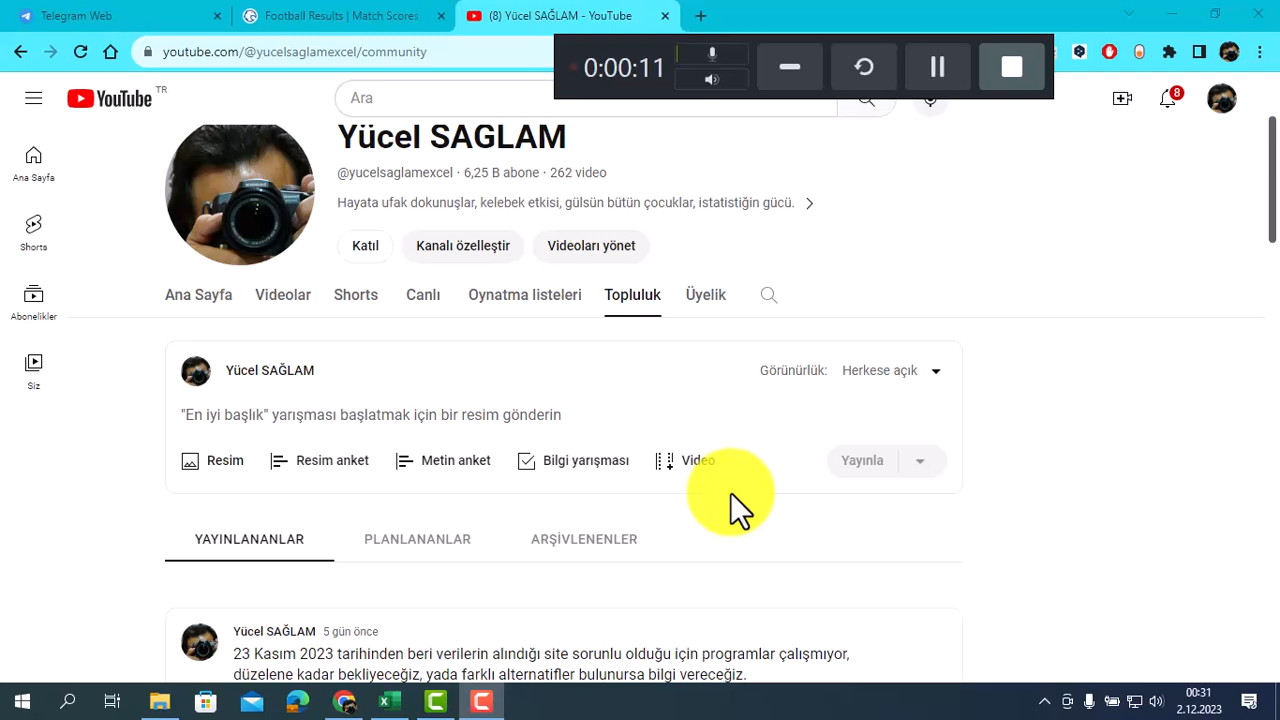 Telegram Web
Football Results | Match Scores
(8) Yücel SAĞLAM - YouTube
youtube.com/@yucelsaglamexcel/community
0:00:11
YouTube TR
Ara
8
Yücel SAĞLAM
@yucelsaglamexcel · 6,25 B abone · 262 video
Hayata ufak dokunuşlar, kelebek etkisi, gülsün bütün çocuklar, istatistiğin gücü.
Katıl
Kanalı özelleştir
Videoları yönet
Ana Sayfa
Shorts
Abonelikler
Siz
Ana Sayfa
Videolar
Shorts
Canlı
Oynatma listeleri
Topluluk
Üyelik
Yücel SAĞLAM
Görünürlük: Herkese açık
"En iyi başlık" yarışması başlatmak için bir resim gönderin
Resim
Resim anket
Metin anket
Bilgi yarışması
Video
Yayınla
YAYINLANANLAR
PLANLANANLAR
ARŞİVLENENLER
Yücel SAĞLAM 5 gün önce
23 Kasım 2023 tarihinden beri verilerin alındığı site sorunlu olduğu için programlar çalışmıyor,
düzelene kadar bekliyeceğiz, yada farklı alternatifler bulunursa bilgi vereceğiz.
00:31
2.12.2023